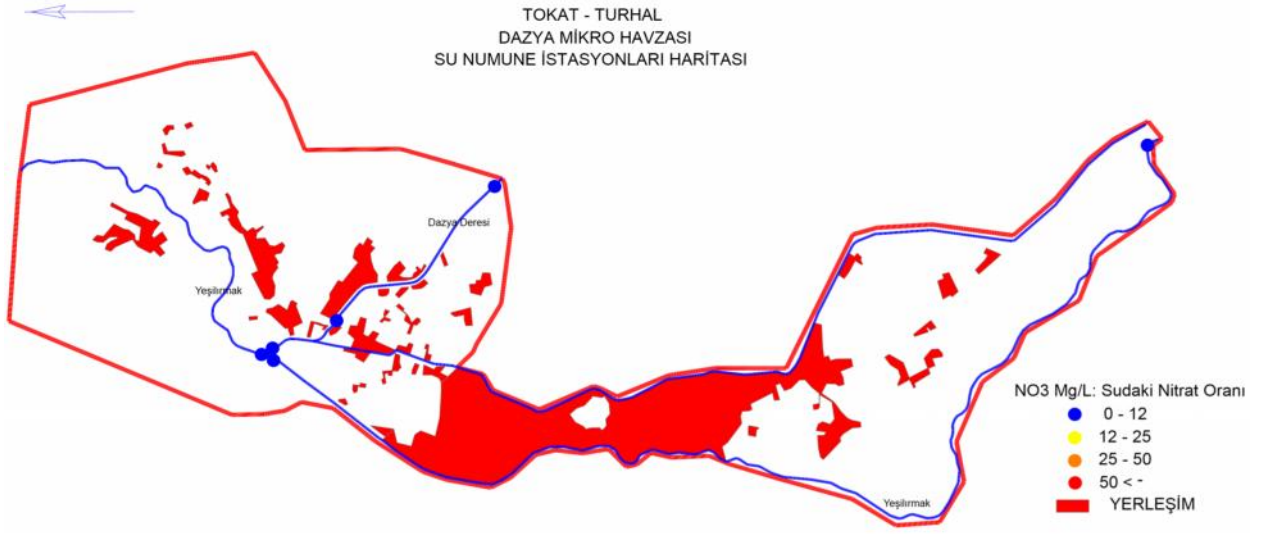 TOKAT - TURHAL
DAZYA MİKRO HAVZASI
SU NUMUNE İSTASYONLARI HARİTASI
Dazya Deresi
Yeşilırmak
Yeşilırmak
NO3 Mg/L: Sudaki Nitrat Oranı
0 - 12
12 - 25
25 - 50
50 < -
YERLEŞİM